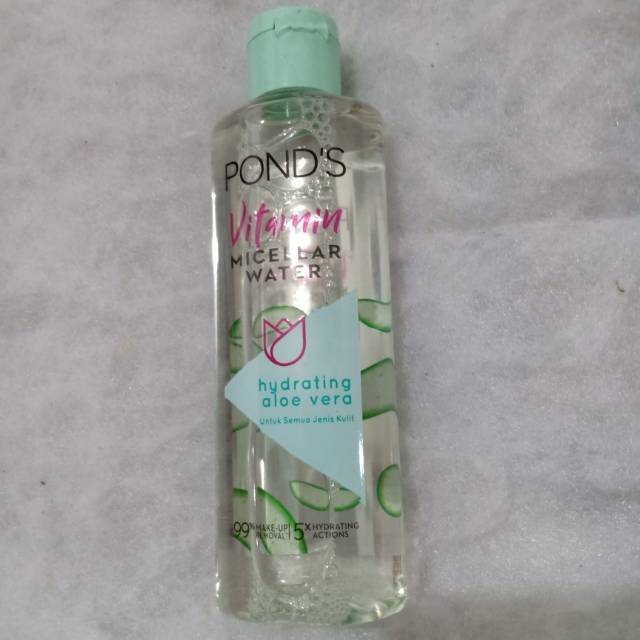 POND'S
Vitamin
MICELLAR
WATER
hydrating
aloe vera
Untuk Semua Jenis Kulit
99% MAKE-UP
REMOVAL
5X HYDRATING
ACTIONS